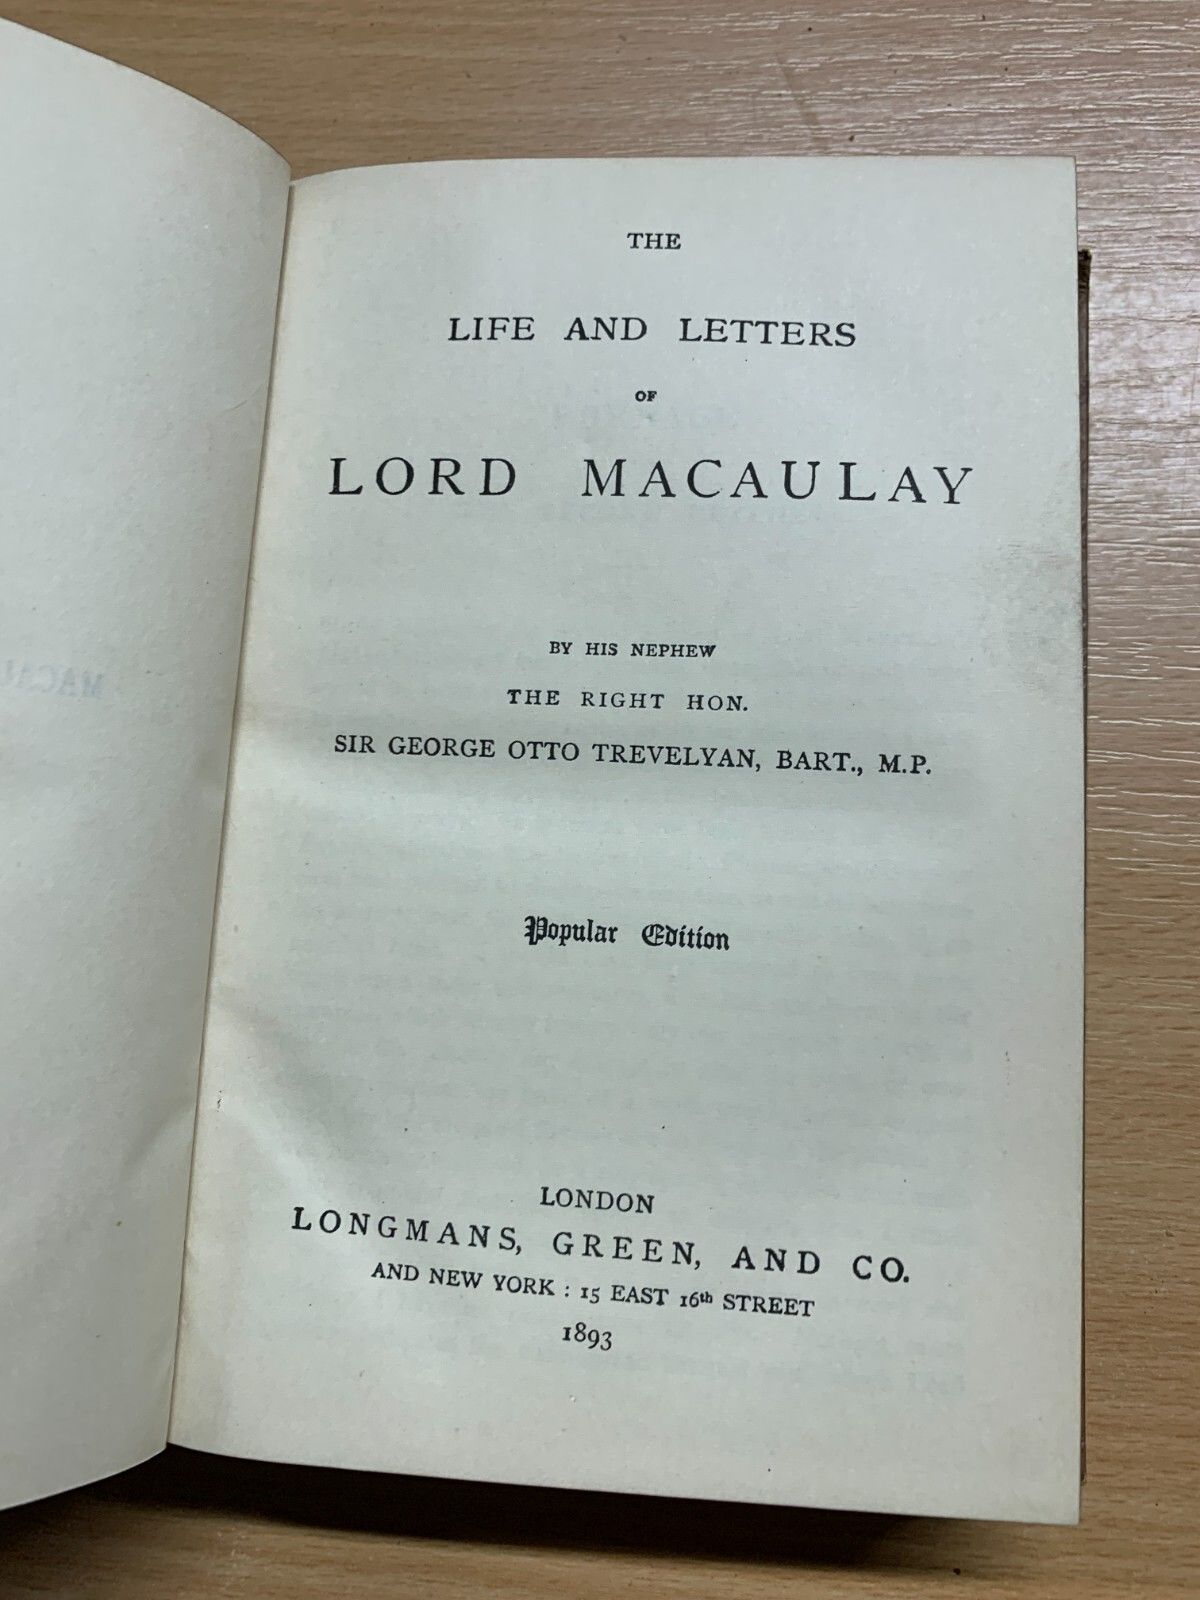 THE
LIFE AND LETTERS
OF
LORD MACAULAY
BY HIS NEPHEW
THE RIGHT HON.
SIR GEORGE OTTO TREVELYAN, BART., M.P.
Popular Edition
LONDON
LONGMANS, GREEN, AND CO.
AND NEW YORK : 15 EAST 16th STREET
1893